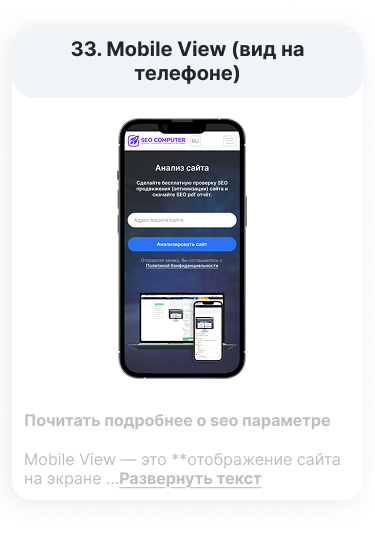 33. Mobile View (вид на
телефоне)
SEO COMPUTER
RU
Анализ сайта
Сделайте бесплатную проверку SEO
продвижения (оптимизации) сайта и
скачайте SEO pdf отчёт.
Адрес вашего сайта
Анализировать сайт
Отправляя заявку, Вы соглашаетесь с
Политикой Конфиденциальности
Почитать подробнее о seo параметре
Mobile View — это **отображение сайта
на экране ...Развернуть текст